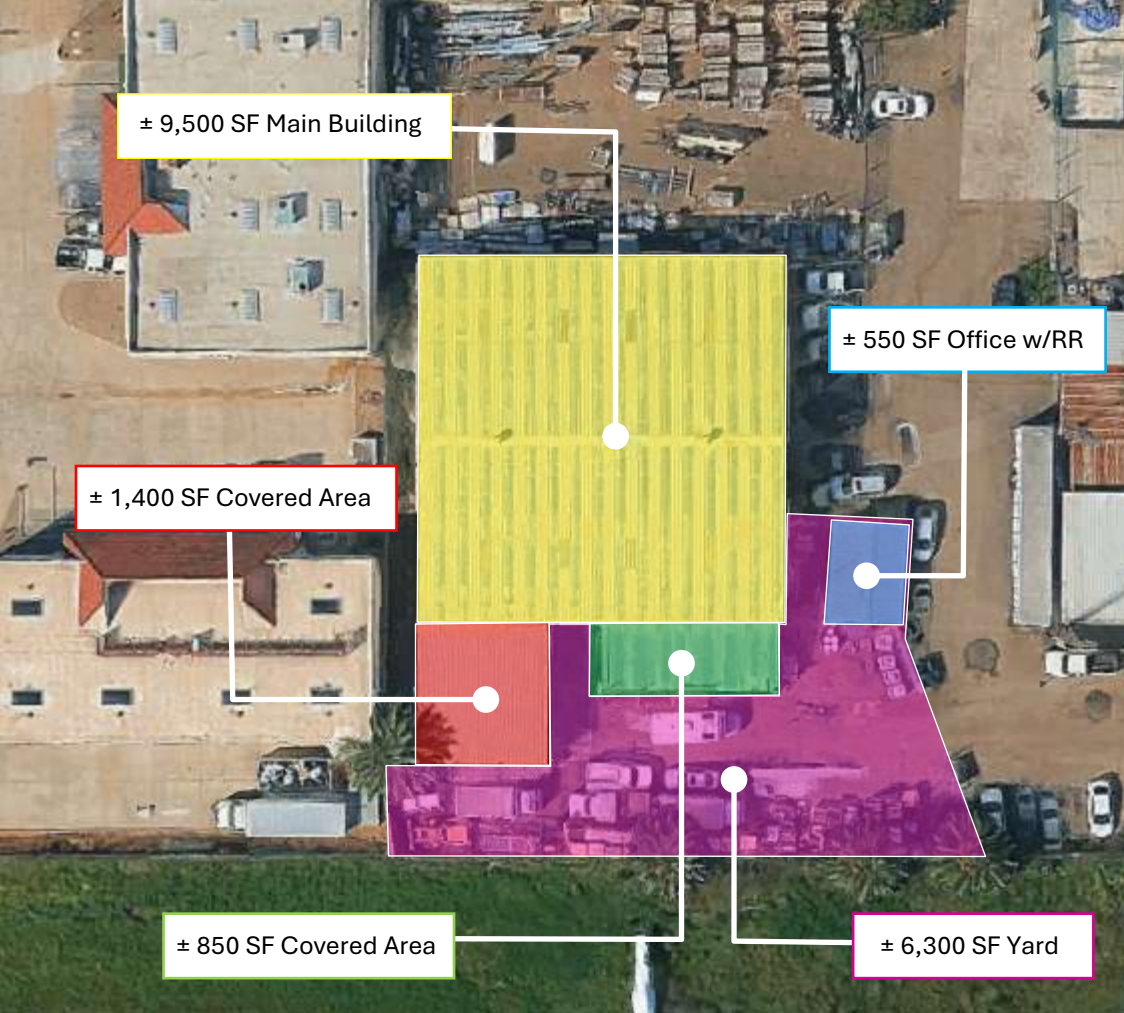 ± 9,500 SF Main Building
± 550 SF Office w/RR
± 1,400 SF Covered Area
± 850 SF Covered Area
± 6,300 SF Yard